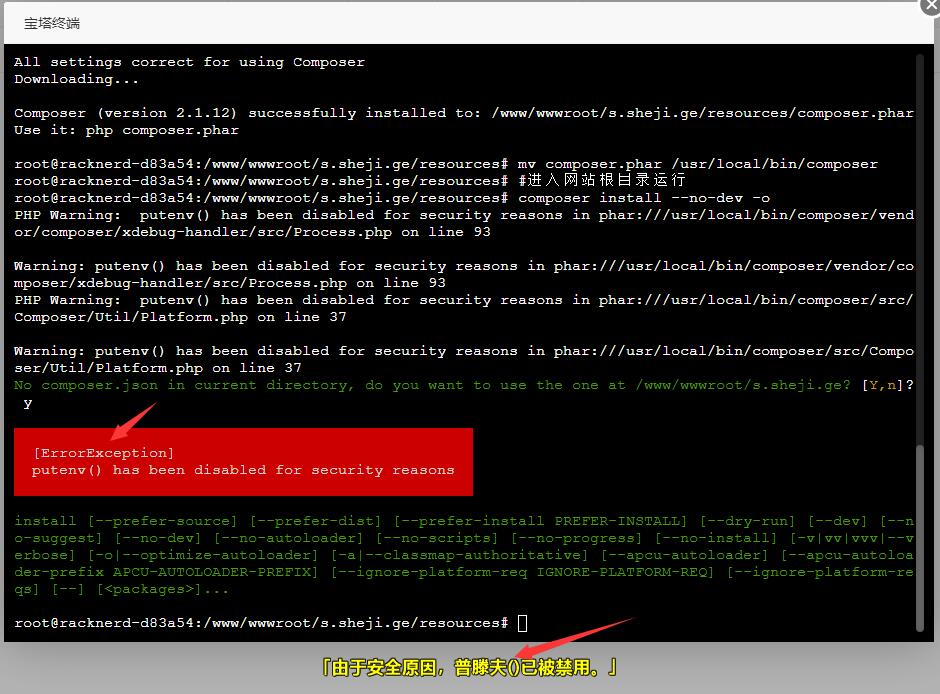 宝塔终端
All settings correct for using Composer
Downloading...
Composer (version 2.1.12) successfully installed to: /www/wwwroot/s.sheji.ge/resources/composer.phar
Use it: php composer.phar
root@racknerd-d83a54:/www/wwwroot/s.sheji.ge/resources# mv composer.phar /usr/local/bin/composer
root@racknerd-d83a54:/www/wwwroot/s.sheji.ge/resources# #进入网站根目录运行
root@racknerd-d83a54:/www/wwwroot/s.sheji.ge/resources# composer install --no-dev -o
PHP Warning:  putenv() has been disabled for security reasons in phar:///usr/local/bin/composer/vend
or/composer/xdebug-handler/src/Process.php on line 93
Warning: putenv() has been disabled for security reasons in phar:///usr/local/bin/composer/vendor/co
mposer/xdebug-handler/src/Process.php on line 93
PHP Warning:  putenv() has been disabled for security reasons in phar:///usr/local/bin/composer/src/
Composer/Util/Platform.php on line 37
Warning: putenv() has been disabled for security reasons in phar:///usr/local/bin/composer/src/Compo
ser/Util/Platform.php on line 37
No composer.json in current directory, do you want to use the one at /www/wwwroot/s.sheji.ge? [Y,n]?
y
[ErrorException]
putenv() has been disabled for security reasons
install [--prefer-source] [--prefer-dist] [--prefer-install PREFER-INSTALL] [--dry-run] [--dev] [--n
o-suggest] [--no-dev] [--no-autoloader] [--no-scripts] [--no-progress] [--no-install] [-v|vv|vvv|--v
erbose] [-o|--optimize-autoloader] [-a|--classmap-authoritative] [--apcu-autoloader] [--apcu-autoloa
der-prefix APCU-AUTOLOADER-PREFIX] [--ignore-platform-req IGNORE-PLATFORM-REQ] [--ignore-platform-re
qs] [--] [<packages>]...
root@racknerd-d83a54:/www/wwwroot/s.sheji.ge/resources#
「由于安全原因，普滕夫()已被禁用。」